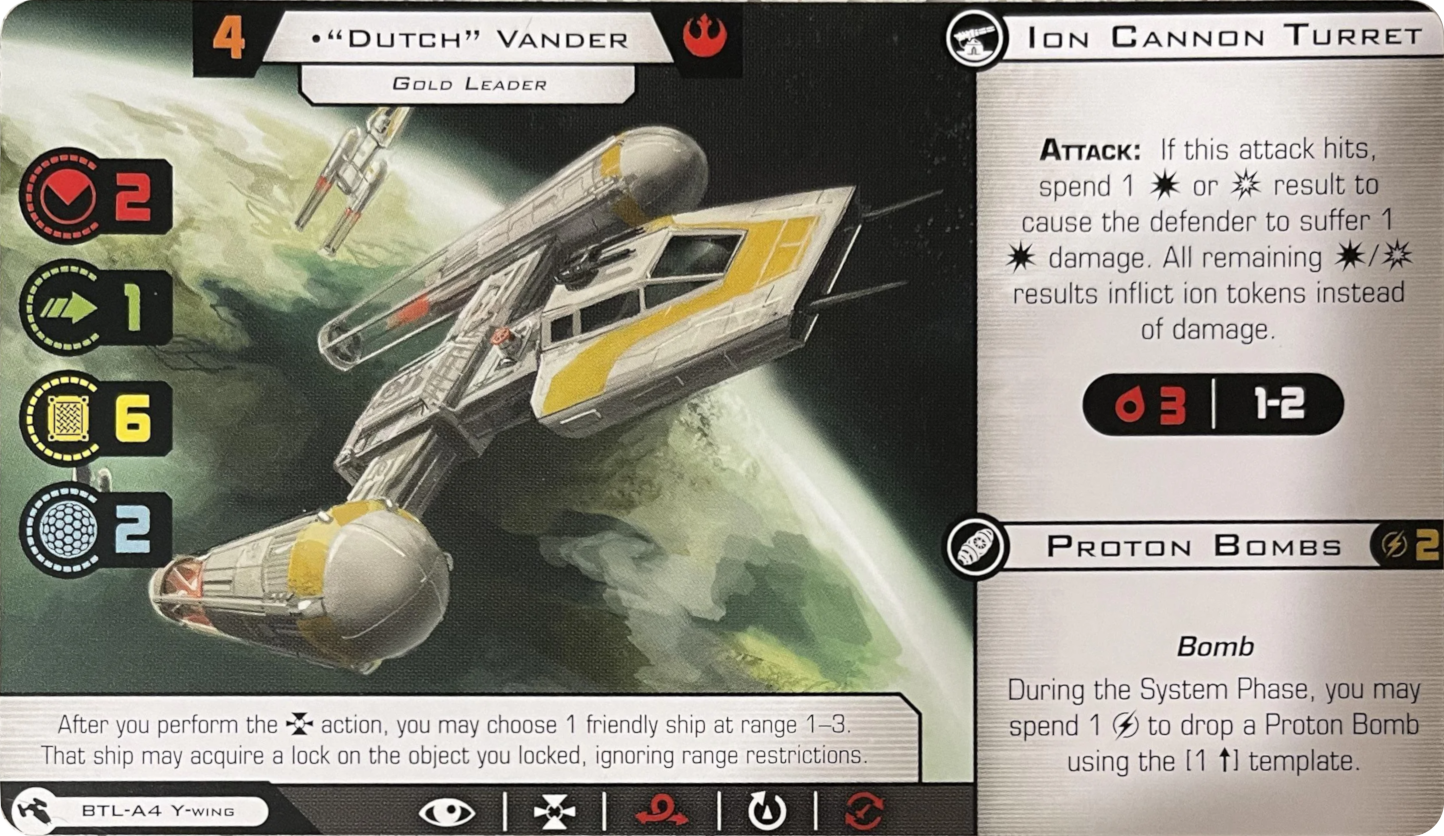 4
•“Dutch” Vander
Gold Leader
2
1
6
2
After you perform the action, you may choose 1 friendly ship at range 1–3.
That ship may acquire a lock on the object you locked, ignoring range restrictions.
BTL-A4 Y-wing
Ion Cannon Turret
Attack: If this attack hits,
spend 1 or result to
cause the defender to suffer 1
damage. All remaining /
results inflict ion tokens instead
of damage.
3 | 1-2
Proton Bombs
2
Bomb
During the System Phase, you may
spend 1 to drop a Proton Bomb
using the [1 ↑] template.